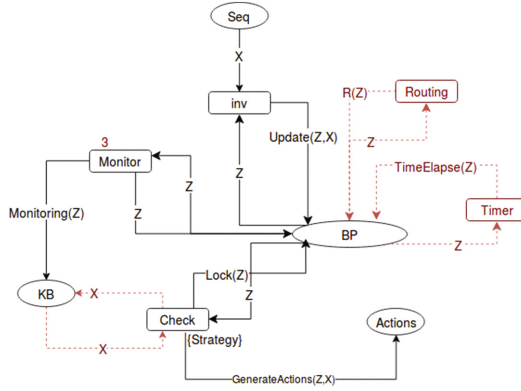 Seq
X
inv
R(Z)
Routing
Update(Z,X)
Z
TimeElapse(Z)
3
Monitor
Z
Z
Z
Timer
Monitoring(Z)
BP
Z
Lock(Z)
Z
KB
X
Check
Actions
{Strategy}
X
GenerateActions(Z,X)